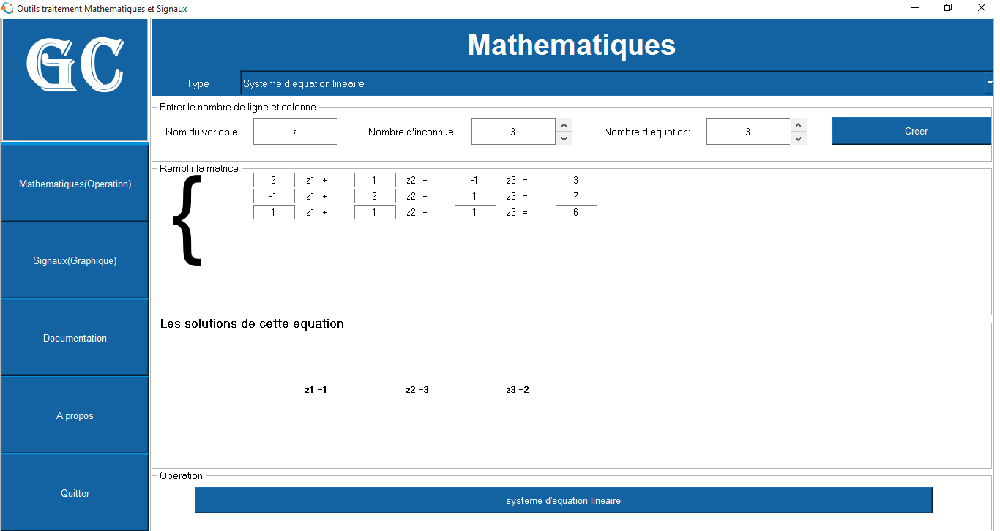 Outils traitement Mathematiques et Signaux
GC
Mathematiques
Type Systeme d'equation lineaire
Entrer le nombre de ligne et colonne
Nom du variable: z Nombre d'inconnue: 3 Nombre d'equation: 3 Creer
Remplir la matrice
{
2 z1 + 1 z2 + -1 z3 = 3
-1 z1 + 2 z2 + 1 z3 = 7
1 z1 + 1 z2 + 1 z3 = 6
Les solutions de cette equation
z1 =1 z2 =3 z3 =2
Operation
systeme d'equation lineaire
Mathematiques(Operation)
Signaux(Graphique)
Documentation
A propos
Quitter